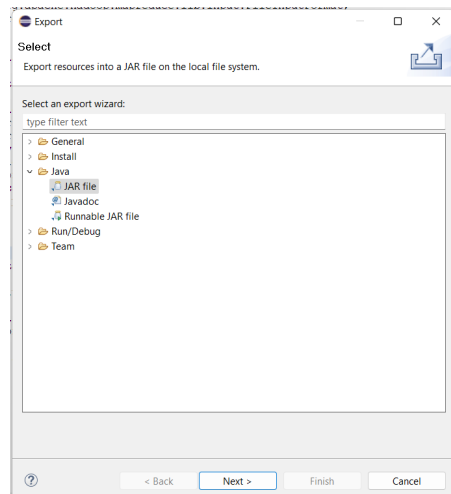 Export
Select
Export resources into a JAR file on the local file system.
Select an export wizard:
type filter text
General
Install
Java
JAR file
Javadoc
Runnable JAR file
Run/Debug
Team
< Back
Next >
Finish
Cancel